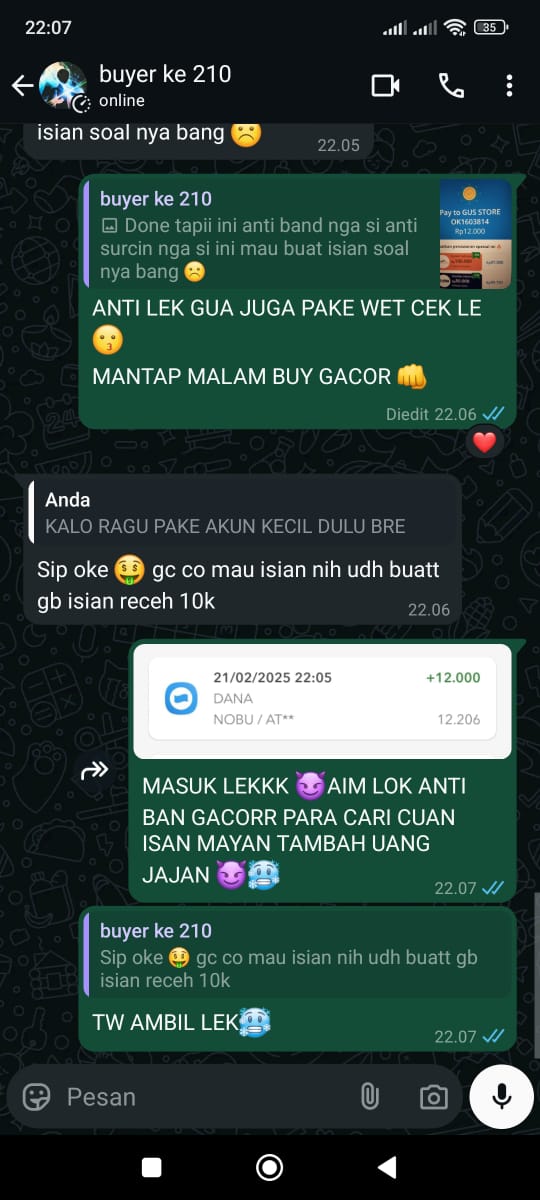 22:07
35
buyer ke 210
online
isian soal nya bang ☹️
22.05
buyer ke 210
Done tapii ini anti band nga si anti
surcin nga si ini mau buat isian soal
nya bang ☹️
Pay to GUS STORE
OK1603814
Rp12.000
ANTI LEK GUA JUGA PAKE WET CEK LE
😗
MANTAP MALAM BUY GACOR 👊
Diedit 22.06
❤️
Anda
KALO RAGU PAKE AKUN KECIL DULU BRE
Sip oke 🤑 gc co mau isian nih udh buatt
gb isian receh 10k
22.06
21/02/2025 22:05
+12.000
DANA
NOBU / AT**
12.206
MASUK LEKKK 😈AIM LOK ANTI
BAN GACORR PARA CARI CUAN
ISAN MAYAN TAMBAH UANG
JAJAN 😈🥶
22.07
buyer ke 210
Sip oke 🤑 gc co mau isian nih udh buatt gb
isian receh 10k
TW AMBIL LEK🥶
22.07
Pesan